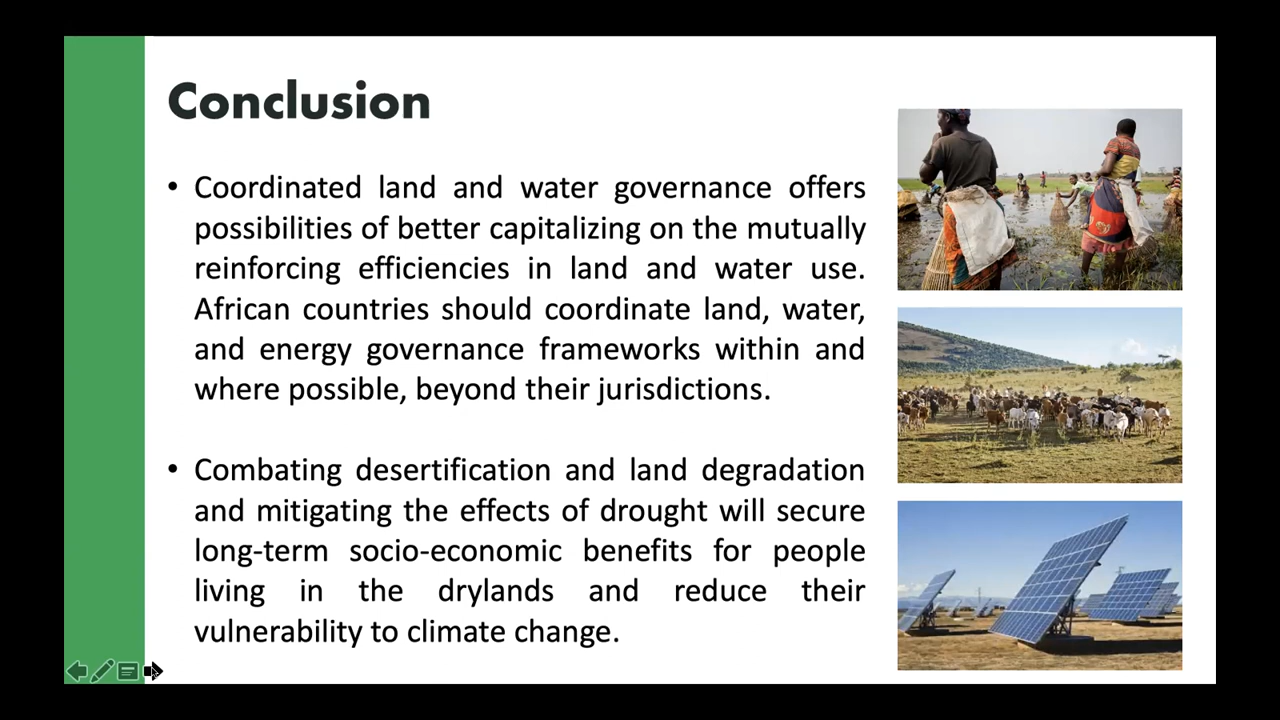 Conclusion
• Coordinated land and water governance offers
possibilities of better capitalizing on the mutually
reinforcing efficiencies in land and water use.
African countries should coordinate land, water,
and energy governance frameworks within and
where possible, beyond their jurisdictions.
• Combating desertification and land degradation
and mitigating the effects of drought will secure
long-term socio-economic benefits for people
living in the drylands and reduce their
vulnerability to climate change.